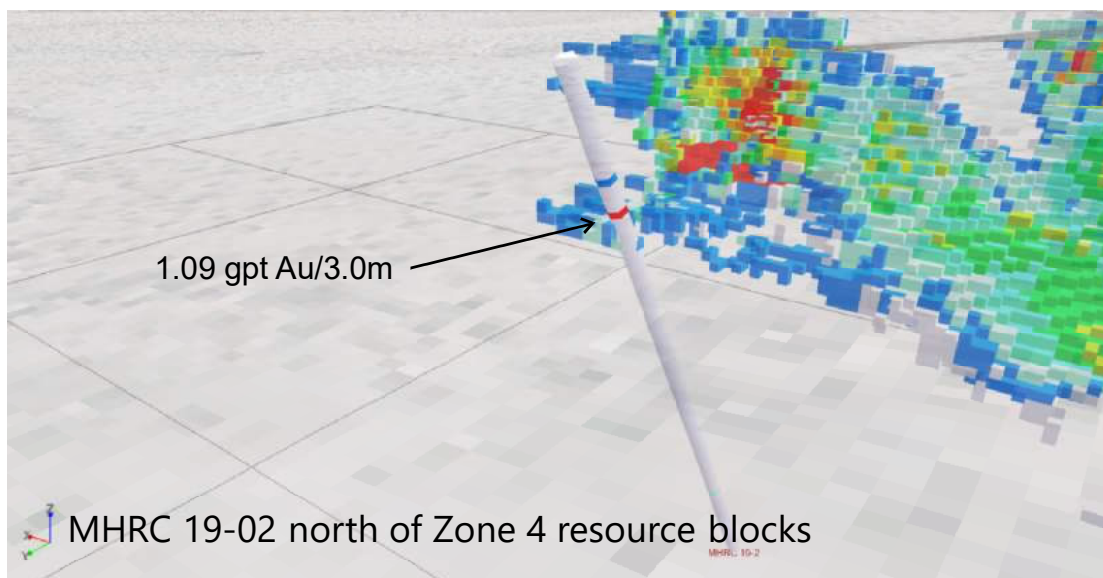 1.09 gpt Au/3.0m
Z
X
Y
MHRC 19-02 north of Zone 4 resource blocks
MHRC 19-2